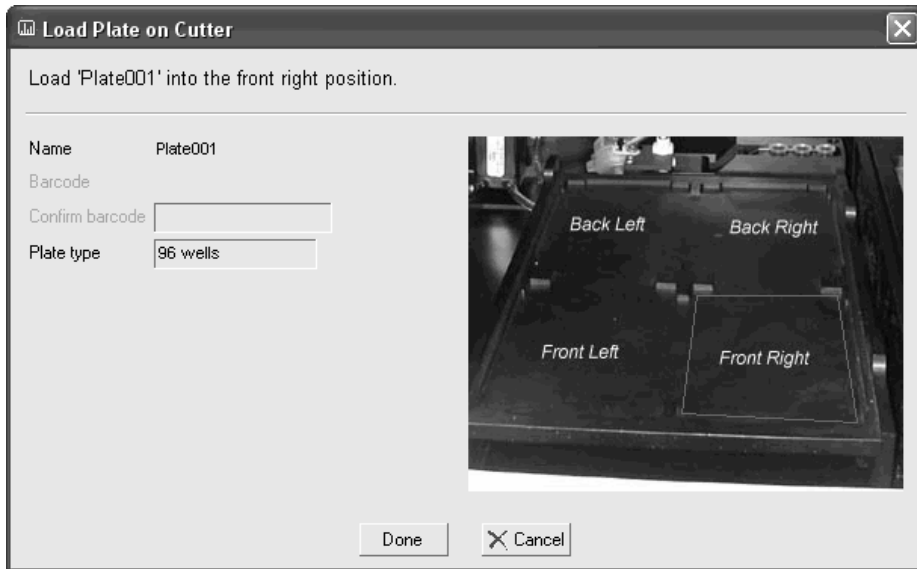 Load Plate on Cutter
Load 'Plate001' into the front right position.
Name Plate001
Barcode
Confirm barcode
Plate type 96 wells
Back Left Back Right
Front Left Front Right
Done Cancel